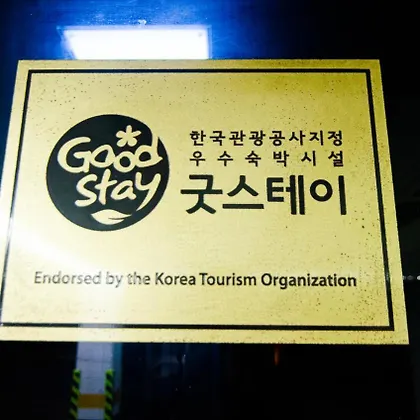 Good
Stay
한국관광공사지정
우수숙박시설
굿스테이
Endorsed by the Korea Tourism Organization